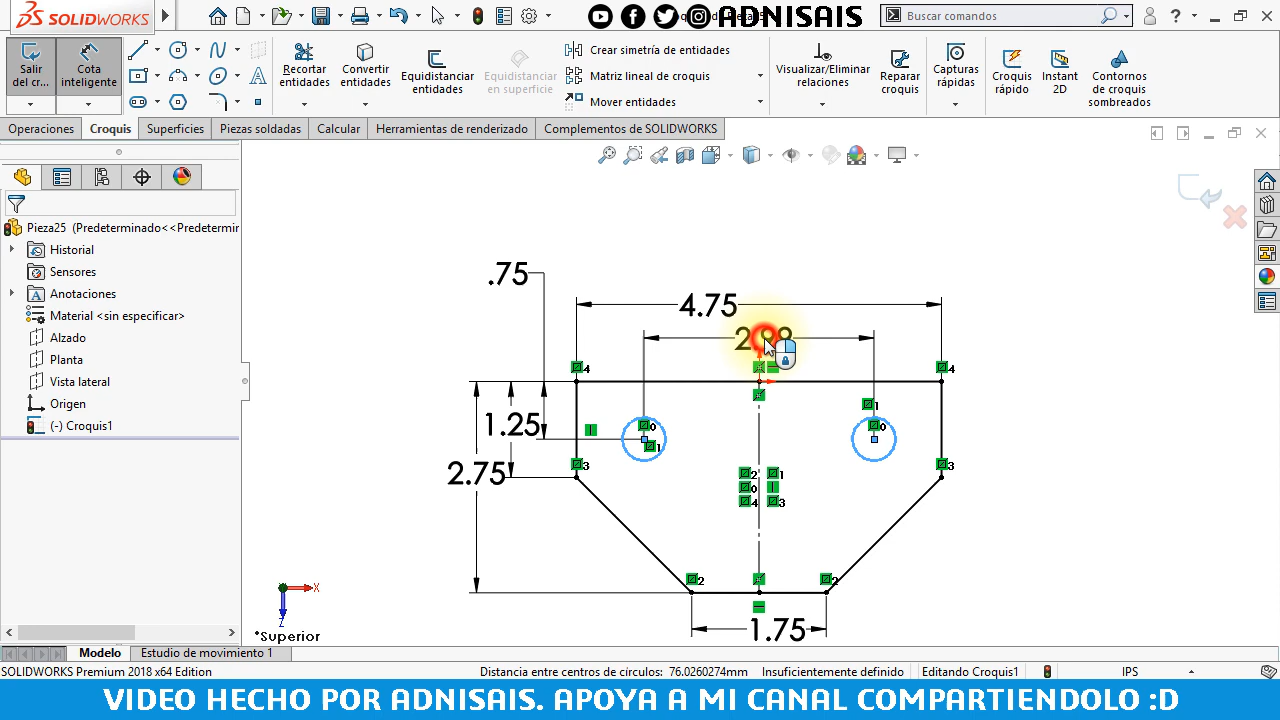 SOLIDWORKS
ADNISAIS
Buscar comandos
Salir del cr...
Cota inteligente
Recortar entidades
Convertir entidades
Equidistanciar entidades
Equidistanciar en superficie
Crear simetría de entidades
Matriz lineal de croquis
Mover entidades
Visualizar/Eliminar relaciones
Reparar croquis
Capturas rápidas
Croquis rápido
Instant 2D
Contornos de croquis sombreados
Operaciones
Croquis
Superficies
Piezas soldadas
Calcular
Herramientas de renderizado
Complementos de SOLIDWORKS
Pieza25 (Predeterminado<<Predetermir
Historial
Sensores
Anotaciones
Material <sin especificar>
Alzado
Planta
Vista lateral
Origen
(-) Croquis1
.75
4.75
1.25
2.75
1.75
X
Z
*Superior
Modelo
Estudio de movimiento 1
SOLIDWORKS Premium 2018 x64 Edition
Distancia entre centros de círculos: 76.0260274mm
Insuficientemente definido
Editando Croquis1
IPS
VIDEO HECHO POR ADNISAIS. APOYA A MI CANAL COMPARTIENDOLO :D